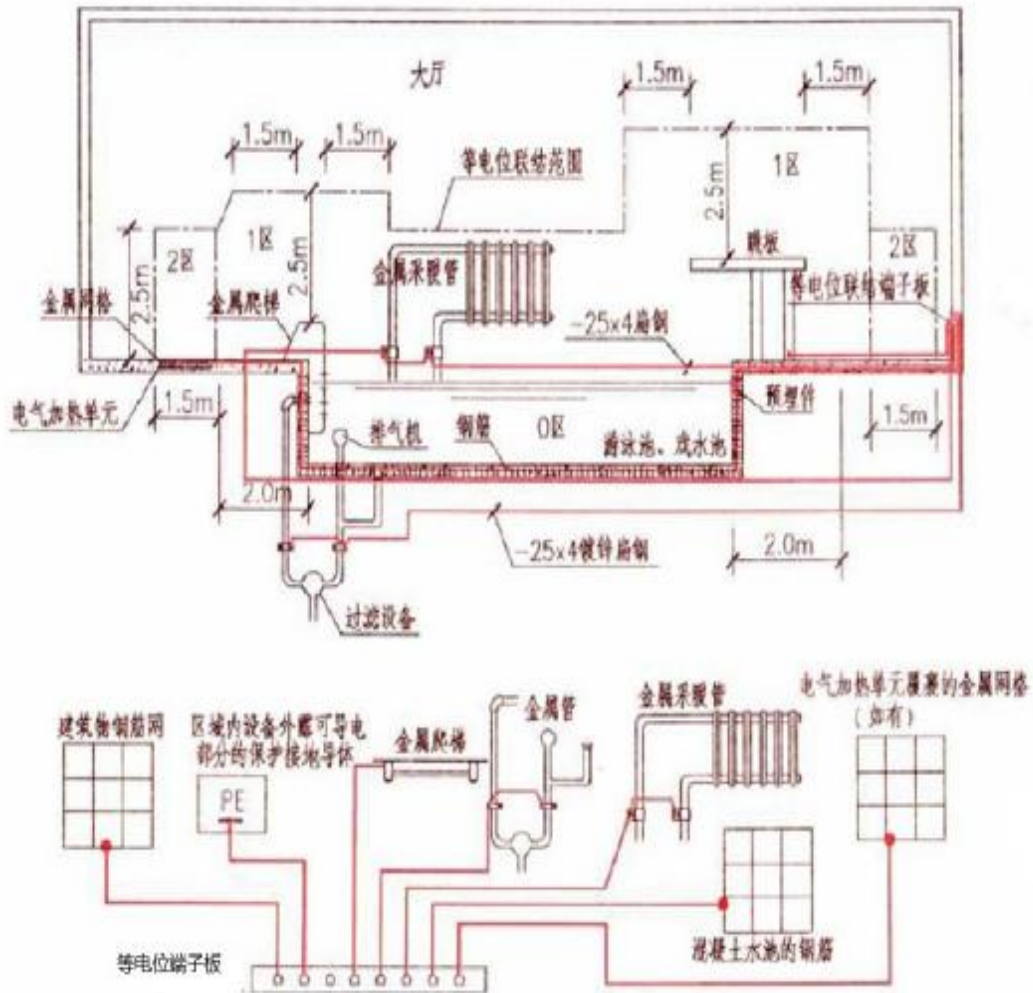 大厅
1.5m
1.5m
1.5m
1.5m
等电位联结范围
1区
2.5m
1区
2区
2.5m
跳板
2区
金属采暖管
等电位联结端子板
金属网格
2.5m
金属爬梯
-25×4扁钢
电气加热单元
1.5m
预埋件
排气机
钢筋
0区
游泳池、戏水池
1.5m
2.0m
-25×4镀锌扁钢
2.0m
过滤设备
电气加热单元覆盖的金属网格
(如有)
建筑物钢筋网
区域内设备外露可导电
部分的保护接地导体
金属爬梯
金属管
金属采暖管
PE
混凝土水池的钢筋
等电位端子板